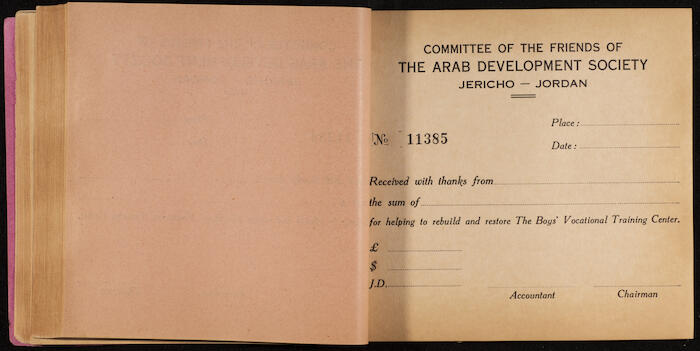 COMMITTEE OF THE FRIENDS OF
THE ARAB DEVELOPMENT SOCIETY
JERICHO — JORDAN
Place :
№ 11385
Date :
Received with thanks from
the sum of
for helping to rebuild and restore The Boys' Vocational Training Center.
£
$
J.D.
Accountant Chairman